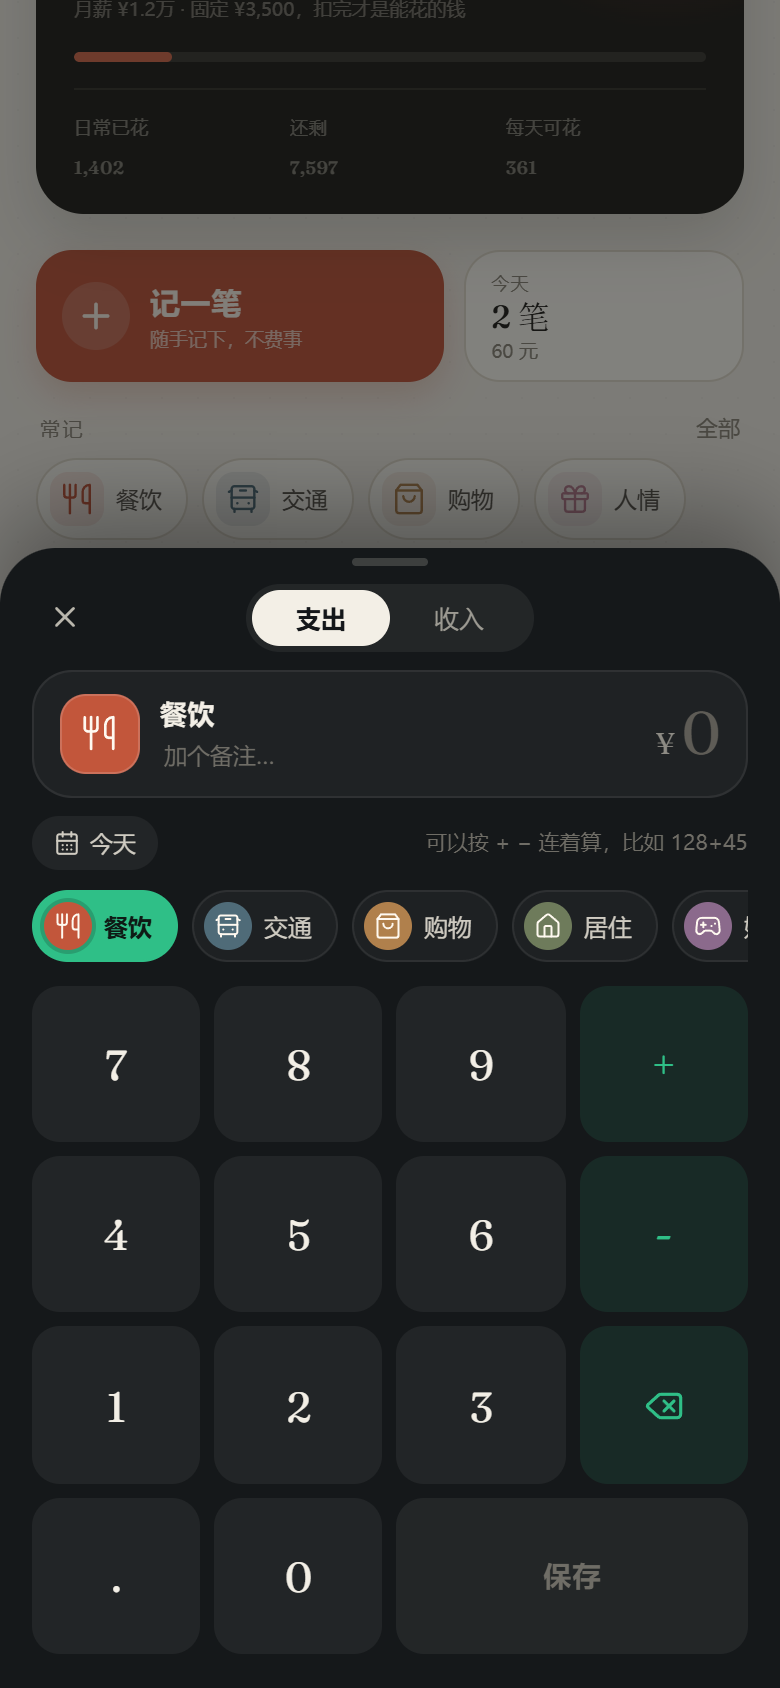 月薪 ¥1.2万 · 固定 ¥3,500，扣完才是能花的钱
日常已花 还剩 每天可花
1,402 7,597 361
记一笔
随手记下，不费事
今天
2 笔
60 元
常记 全部
餐饮 交通 购物 人情
支出 收入
餐饮
加个备注...
¥0
今天 可以按 + − 连着算，比如 128+45
餐饮 交通 购物 居住
7 8 9 +
4 5 6 -
1 2 3
. 0 保存